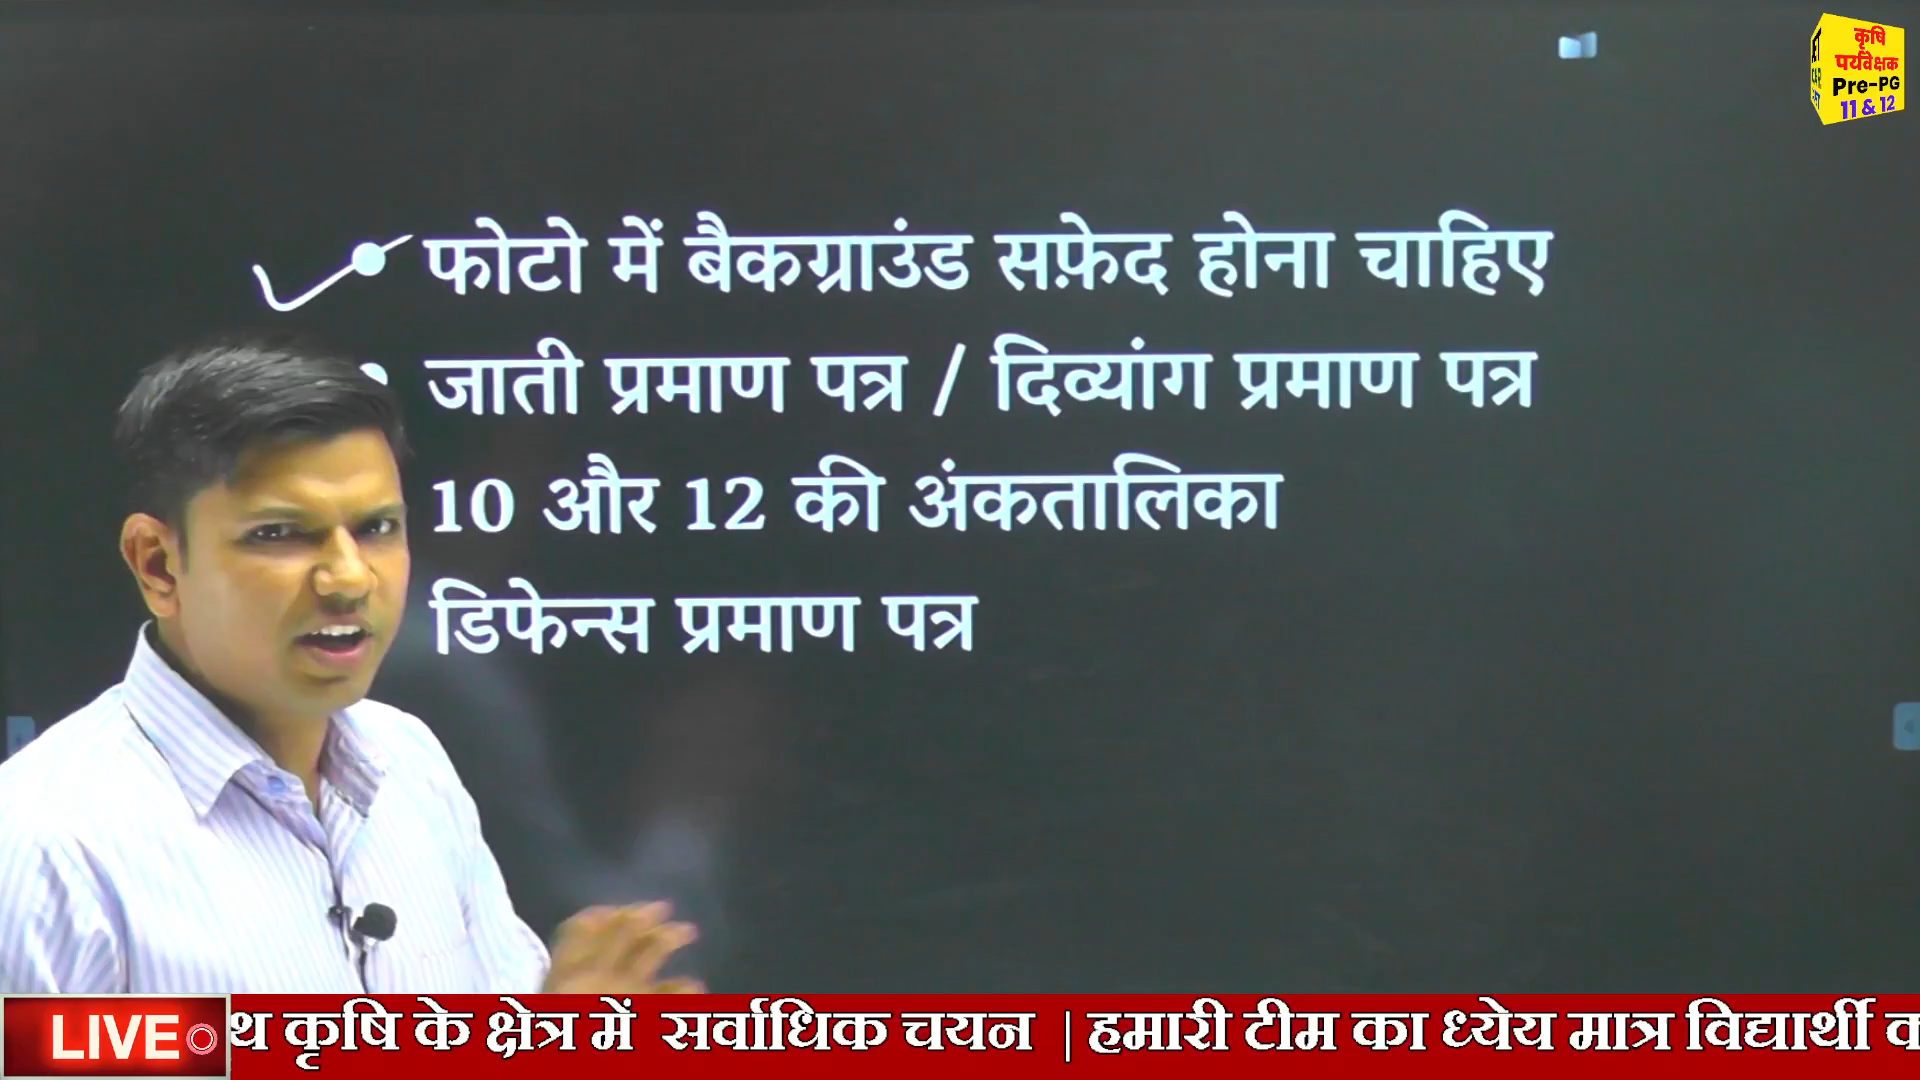 कृषि
पर्यवेक्षक
Pre-PG
11 & 12
फोटो में बैकग्राउंड सफ़ेद होना चाहिए
जाती प्रमाण पत्र / दिव्यांग प्रमाण पत्र
10 और 12 की अंकतालिका
डिफेन्स प्रमाण पत्र
LIVE
थ कृषि के क्षेत्र में सर्वाधिक चयन | हमारी टीम का ध्येय मात्र विद्यार्थी क